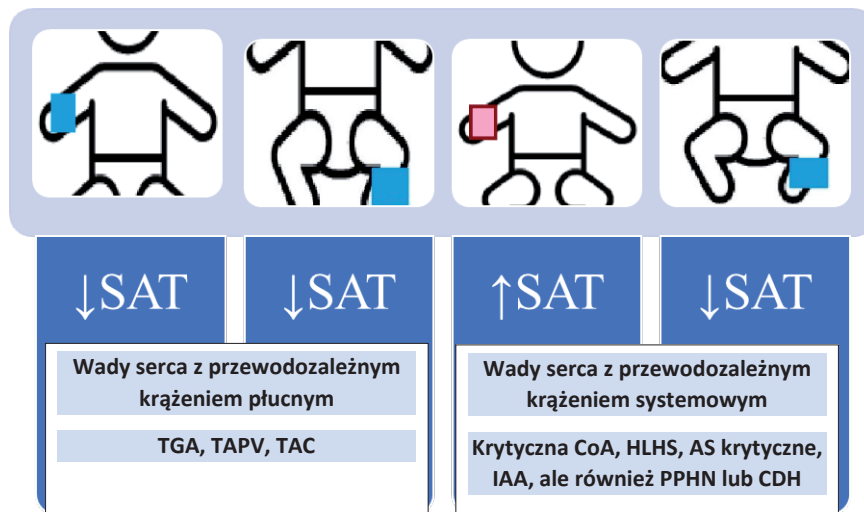 ↓SAT
↓SAT
↑SAT
↓SAT
Wady serca z przewodozależnym
krążeniem płucnym
TGA, TAPV, TAC
Wady serca z przewodozależnym
krążeniem systemowym
Krytyczna CoA, HLHS, AS krytyczne,
IAA, ale również PPHN lub CDH